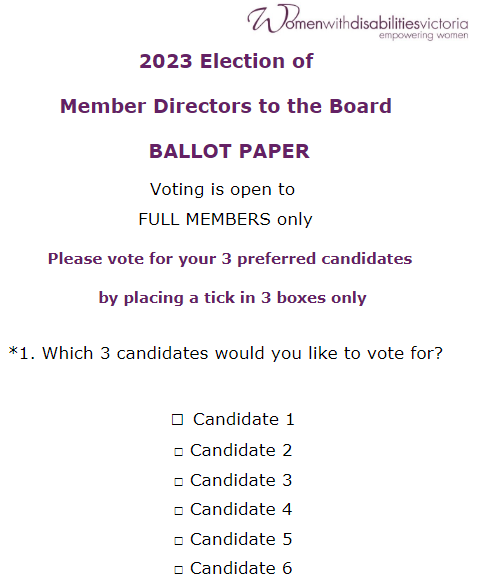 Womenwithdisabilitiesvictoria
empowering women
2023 Election of
Member Directors to the Board
BALLOT PAPER
Voting is open to
FULL MEMBERS only
Please vote for your 3 preferred candidates
by placing a tick in 3 boxes only
*1. Which 3 candidates would you like to vote for?
□ Candidate 1
□ Candidate 2
□ Candidate 3
□ Candidate 4
□ Candidate 5
□ Candidate 6